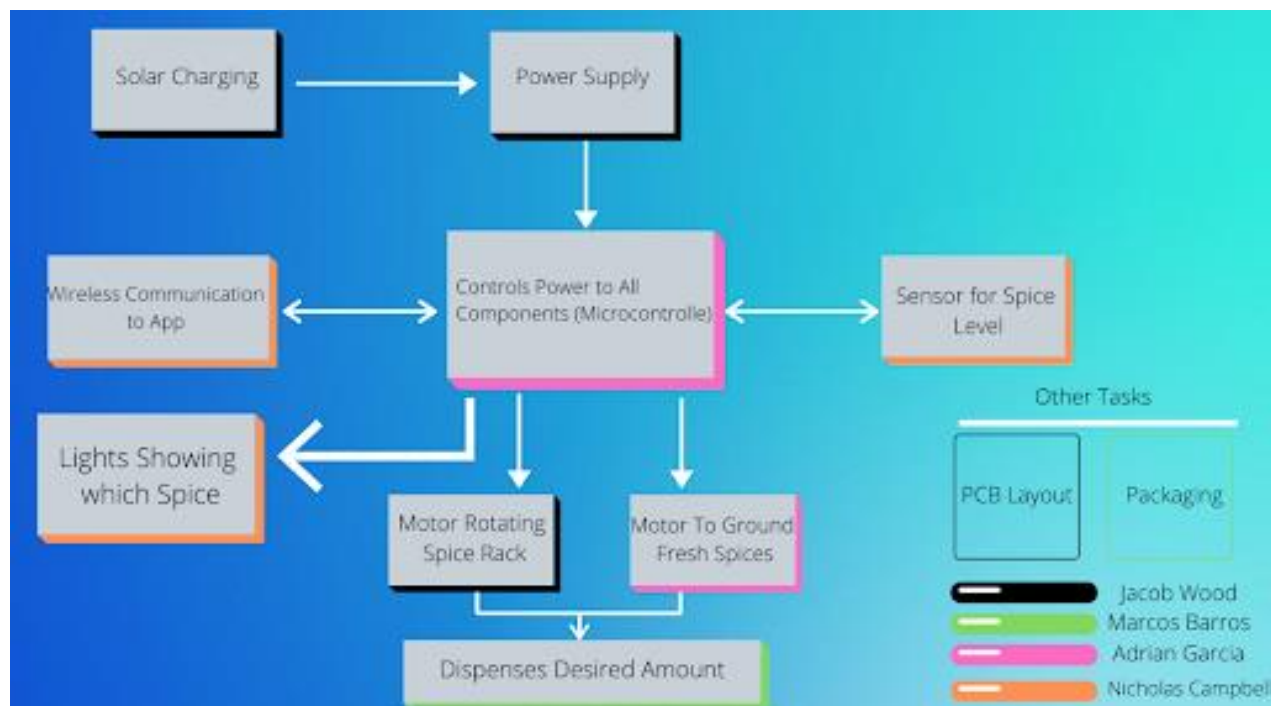 Solar Charging
Power Supply
Wireless Communication
to App
Controls Power to All
Components (Microcontrolle)
Sensor for Spice
Level
Lights Showing
which Spice
Motor Rotating
Spice Rack
Motor To Ground
Fresh Spices
Dispenses Desired Amount
Other Tasks
PCB Layout
Packaging
Jacob Wood
Marcos Barros
Adrian Garcia
Nicholas Campbell